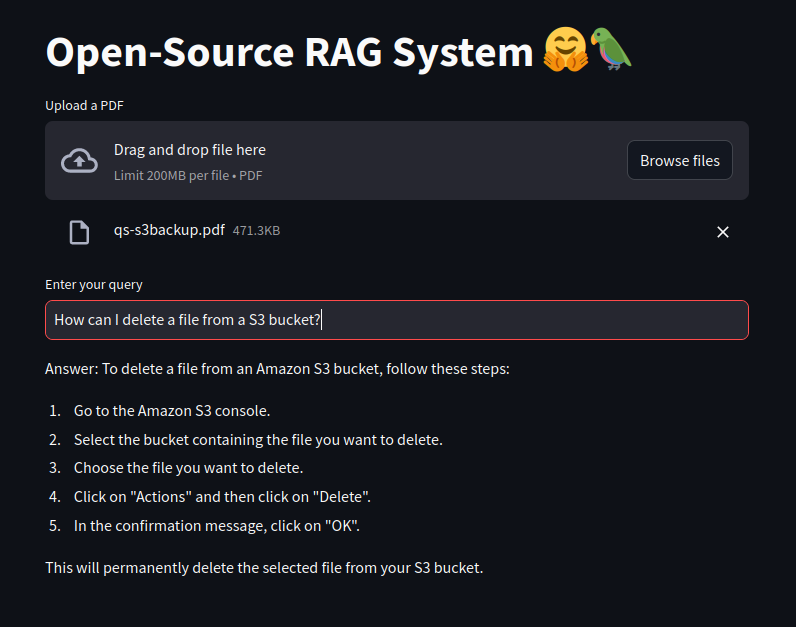 Open-Source RAG System 🤗🦜
Upload a PDF
Drag and drop file here
Limit 200MB per file • PDF
Browse files
qs-s3backup.pdf 471.3KB
Enter your query
How can I delete a file from a S3 bucket?
Answer: To delete a file from an Amazon S3 bucket, follow these steps:
1. Go to the Amazon S3 console.
2. Select the bucket containing the file you want to delete.
3. Choose the file you want to delete.
4. Click on "Actions" and then click on "Delete".
5. In the confirmation message, click on "OK".
This will permanently delete the selected file from your S3 bucket.